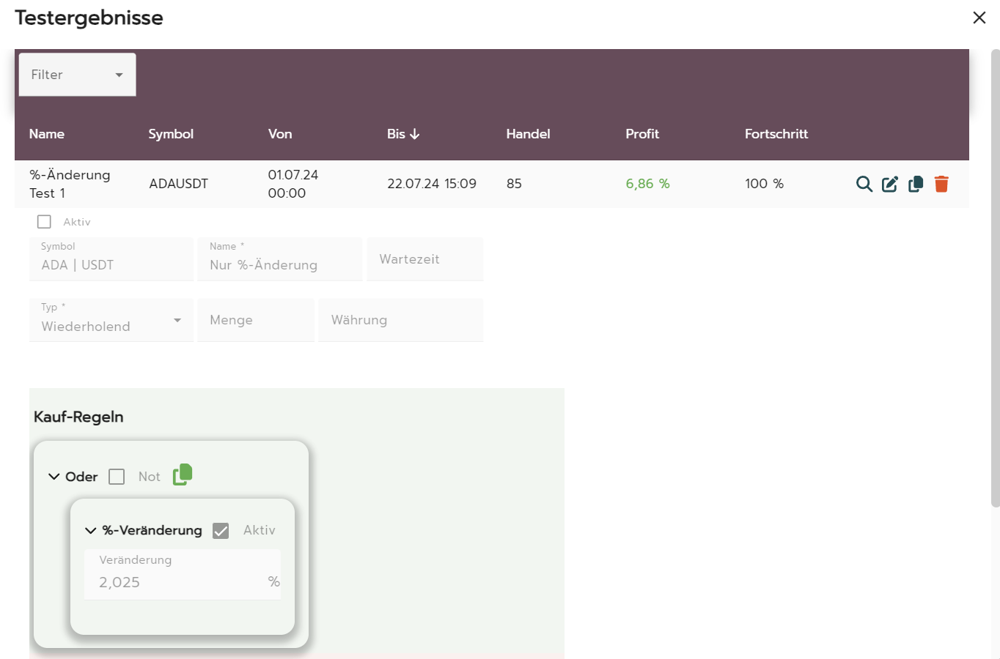 Testergebnisse
Filter
Name Symbol Von Bis Handel Profit Fortschritt
%-Änderung Test 1 ADAUSDT 01.07.24 00:00 22.07.24 15:09 85 6,86 % 100 %
Aktiv
Symbol Name *
ADA | USDT Nur %-Änderung Wartezeit
Typ *
Wiederholend Menge Währung
Kauf-Regeln
Oder Not
%-Veränderung Aktiv
Veränderung
2,025 %